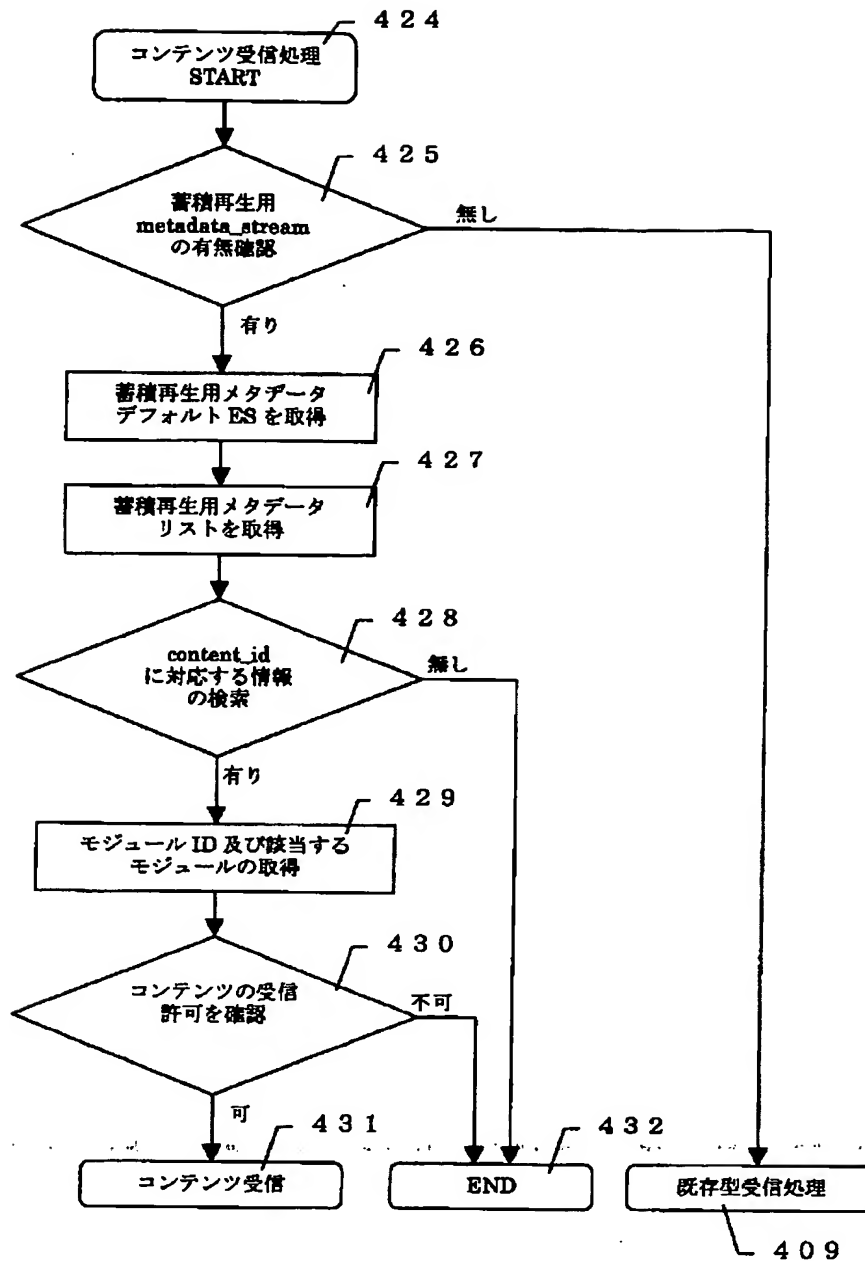 424
コンテンツ受信処理
START
425
蓄積再生用
metadata_stream
の有無確認
無し
有り
426
蓄積再生用メタデータ
デフォルト ES を取得
427
蓄積再生用メタデータ
リストを取得
428
content_id
に対応する情報
の検索
無し
有り
429
モジュール ID 及び該当する
モジュールの取得
430
コンテンツの受信
許可を確認
不可
可
431
コンテンツ受信
432
END
既存型受信処理
409